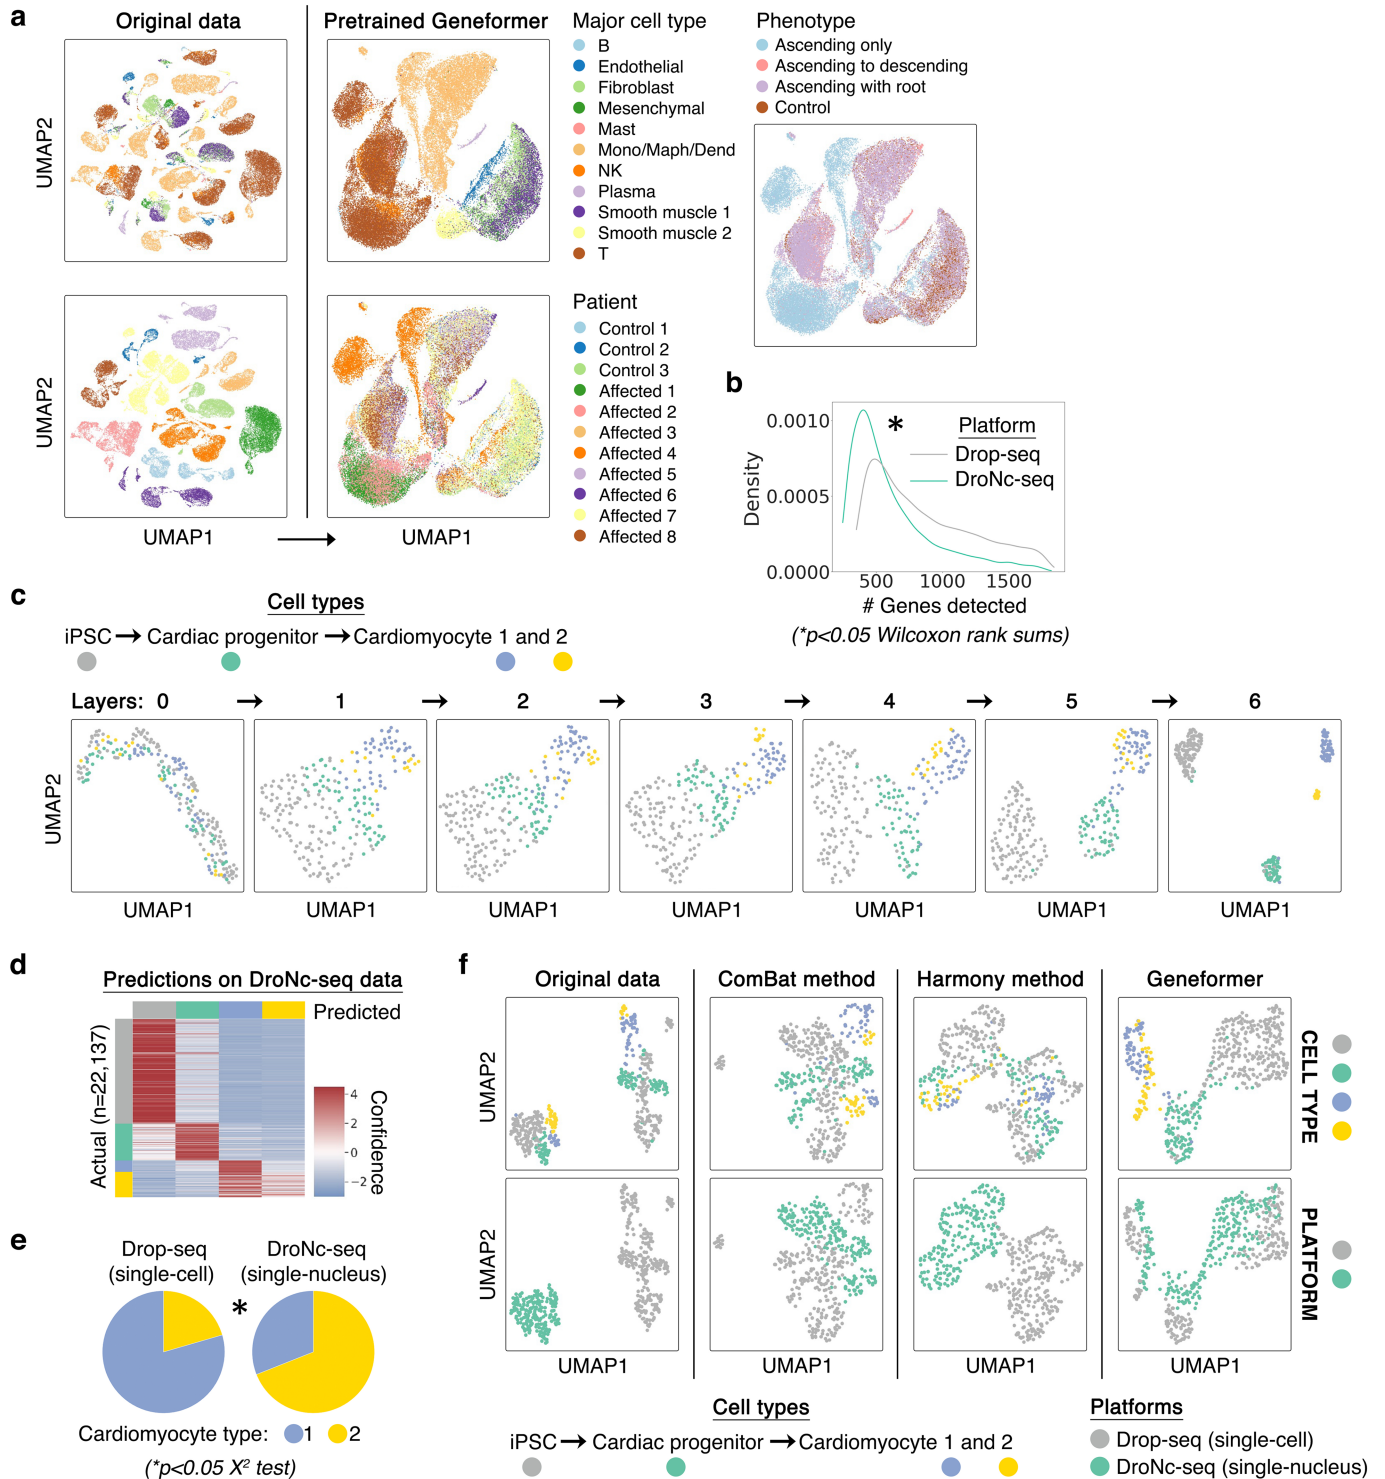 a
Original data
Pretrained Geneformer
Major cell type
B
Endothelial
Fibroblast
Mesenchymal
Mast
Mono/Maph/Dend
NK
Plasma
Smooth muscle 1
Smooth muscle 2
T
Phenotype
Ascending only
Ascending to descending
Ascending with root
Control
UMAP2
UMAP2
UMAP1
UMAP1
Patient
Control 1
Control 2
Control 3
Affected 1
Affected 2
Affected 3
Affected 4
Affected 5
Affected 6
Affected 7
Affected 8
b
Density
0.0010
0.0005
0.0000
*
Platform
Drop-seq
DroNc-seq
500 1000 1500
# Genes detected
(*p<0.05 Wilcoxon rank sums)
c
Cell types
iPSC → Cardiac progenitor → Cardiomyocyte 1 and 2
Layers: 0 → 1 → 2 → 3 → 4 → 5 → 6
UMAP2
UMAP1 UMAP1 UMAP1 UMAP1 UMAP1 UMAP1 UMAP1
d
Predictions on DroNc-seq data
Predicted
Actual (n=22,137)
4
2
0
−2
Confidence
e
Drop-seq
(single-cell)
*
DroNc-seq
(single-nucleus)
Cardiomyocyte type: 1 2
(*p<0.05 X² test)
f
Original data
ComBat method
Harmony method
Geneformer
UMAP2
CELL TYPE
UMAP2
PLATFORM
UMAP1 UMAP1 UMAP1 UMAP1
Cell types
iPSC → Cardiac progenitor → Cardiomyocyte 1 and 2
Platforms
Drop-seq (single-cell)
DroNc-seq (single-nucleus)